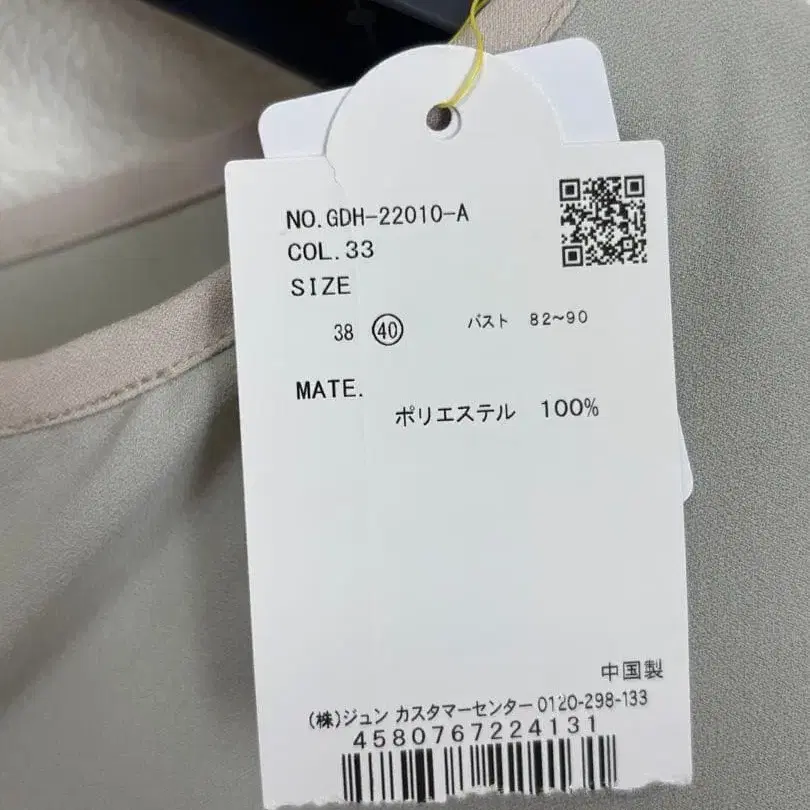 NO.GDH-22010-A
COL.33
SIZE
38 ㊵ バスト 82~90
MATE.
ポリエステル 100%
中国製
(株)ジュン カスタマーセンター 0120-298-133
4580767224131